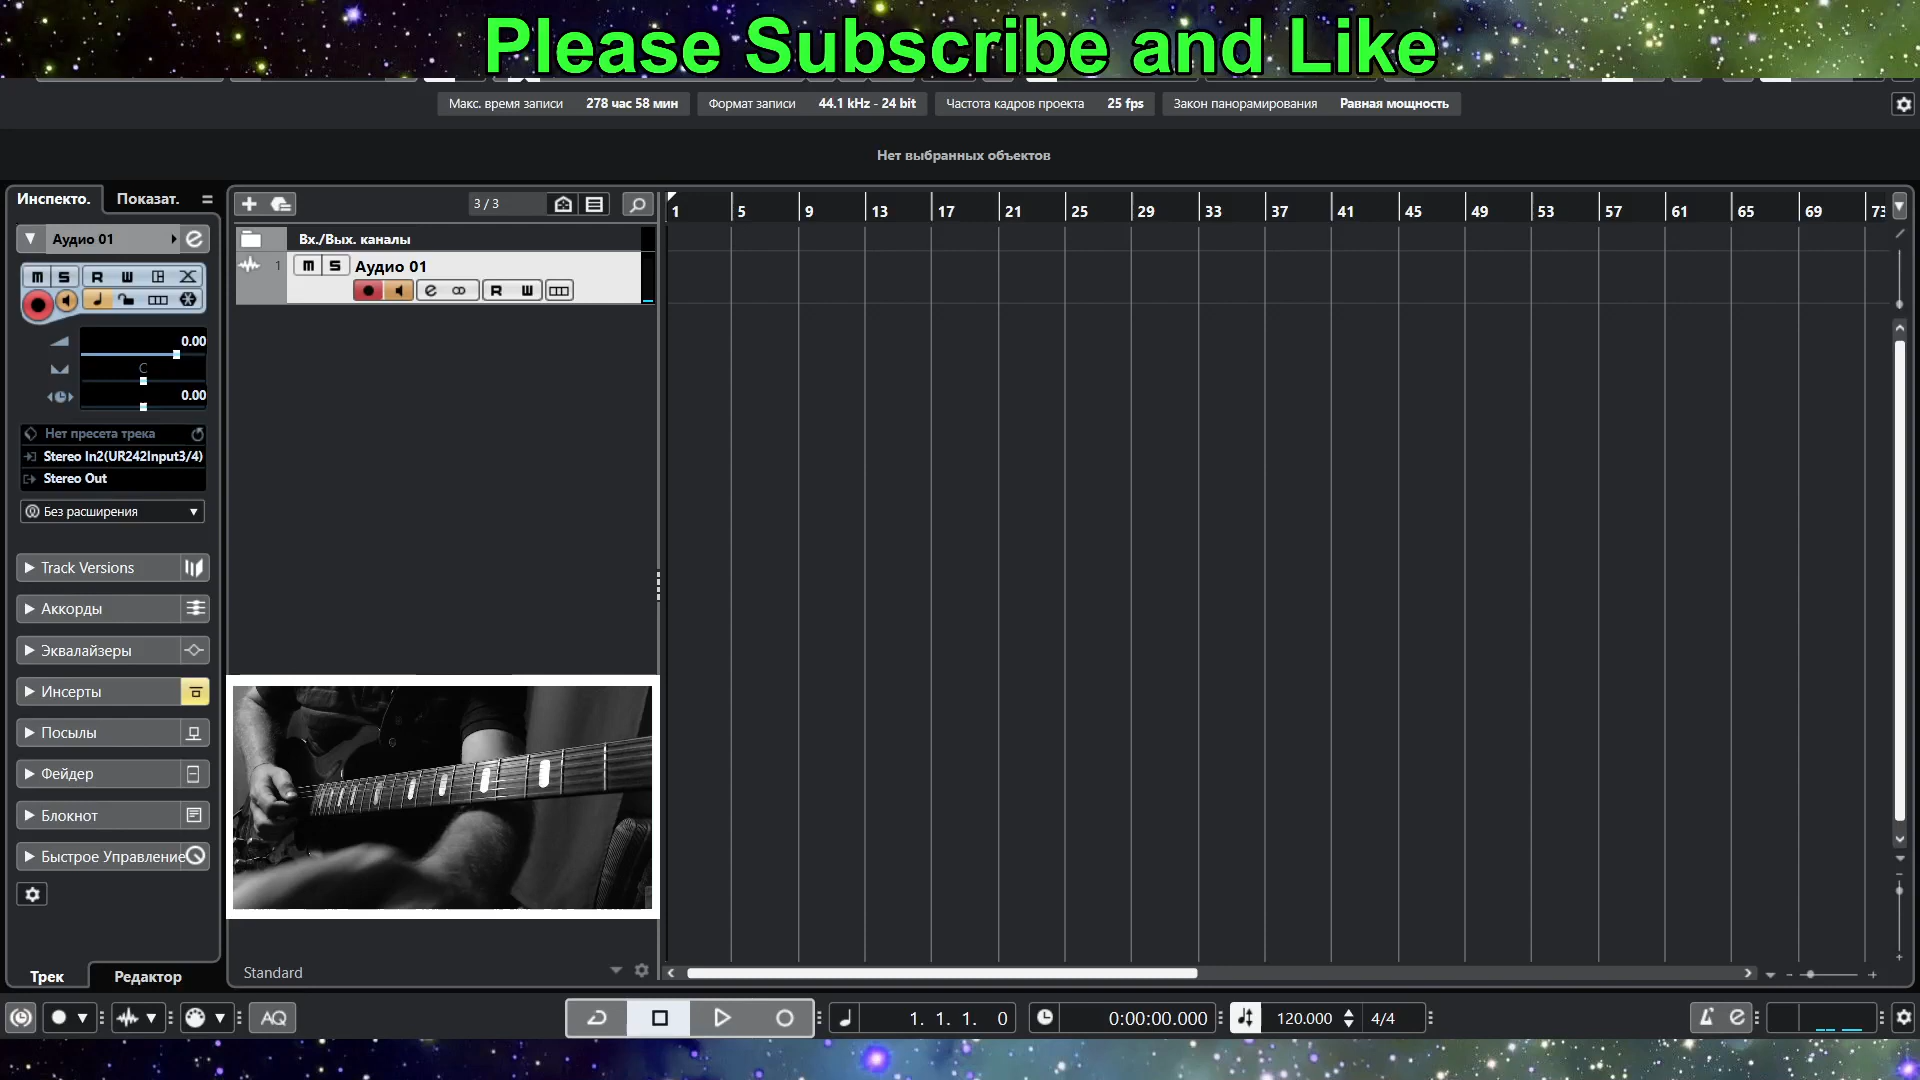 Please Subscribe and Like
Макс. время записи 278 час 58 мин Формат записи 44.1 kHz - 24 bit Частота кадров проекта 25 fps Закон панорамирования Равная мощность
Нет выбранных объектов
Инспекто. Показат.
3 / 3
1 5 9 13 17 21 25 29 33 37 41 45 49 53 57 61 65 69 73
Аудио 01
Вх./Вых. каналы
1 M S Аудио 01
R W
M S R W
0.00
C
0.00
Нет пресета трека
Stereo In2(UR242Input3/4)
Stereo Out
Без расширения
Track Versions
Аккорды
Эквалайзеры
Инсерты
Посылы
Фейдер
Блокнот
Быстрое Управление
Standard
Трек Редактор
AQ
1. 1. 1. 0
0:00:00.000
120.000
4/4